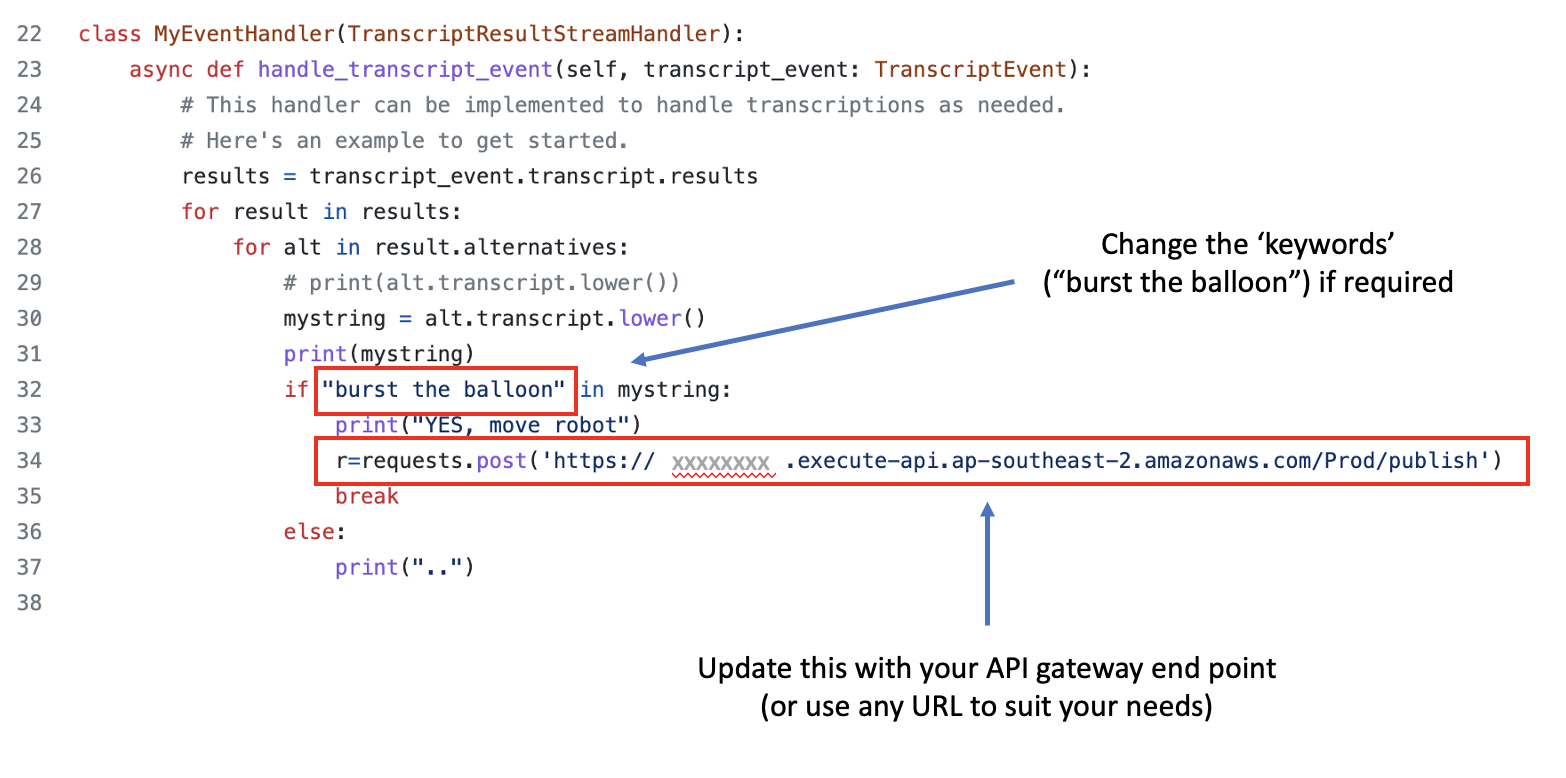 22 class MyEventHandler(TranscriptResultStreamHandler):
23     async def handle_transcript_event(self, transcript_event: TranscriptEvent):
24         # This handler can be implemented to handle transcriptions as needed.
25         # Here's an example to get started.
26         results = transcript_event.transcript.results
27         for result in results:
28             for alt in result.alternatives:
29                 # print(alt.transcript.lower())
30                 mystring = alt.transcript.lower()
31                 print(mystring)
32                 if "burst the balloon" in mystring:
33                     print("YES, move robot")
34                     r=requests.post('https:// xxxxxxxx .execute-api.ap-southeast-2.amazonaws.com/Prod/publish')
35                     break
36                 else:
37                     print("..")
38
Change the ‘keywords’
(“burst the balloon”) if required
Update this with your API gateway end point
(or use any URL to suit your needs)